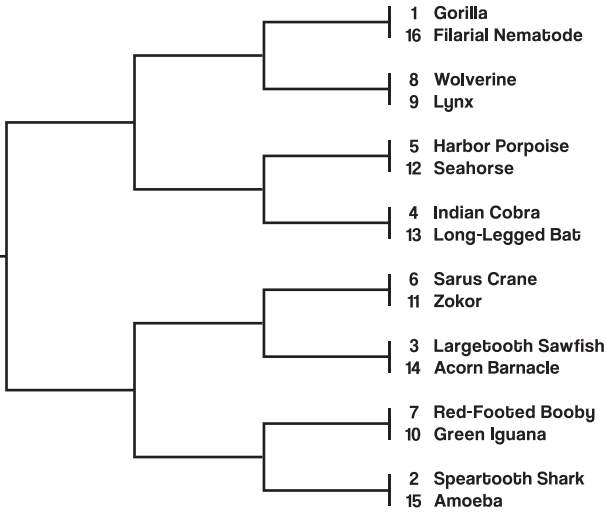 1 Gorilla
16 Filarial Nematode
8 Wolverine
9 Lynx
5 Harbor Porpoise
12 Seahorse
4 Indian Cobra
13 Long-Legged Bat
6 Sarus Crane
11 Zokor
3 Largetooth Sawfish
14 Acorn Barnacle
7 Red-Footed Booby
10 Green Iguana
2 Speartooth Shark
15 Amoeba